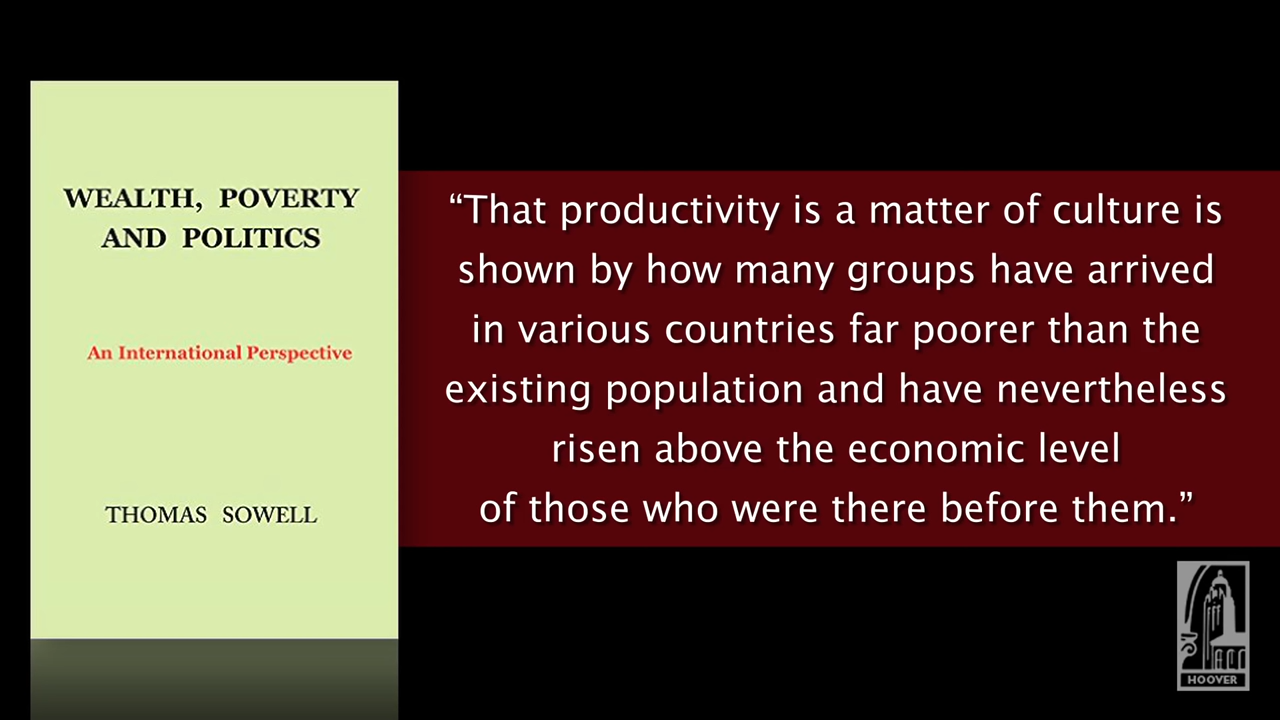 WEALTH, POVERTY
AND POLITICS
An International Perspective
THOMAS SOWELL
“That productivity is a matter of culture is
shown by how many groups have arrived
in various countries far poorer than the
existing population and have nevertheless
risen above the economic level
of those who were there before them.”
HOOVER